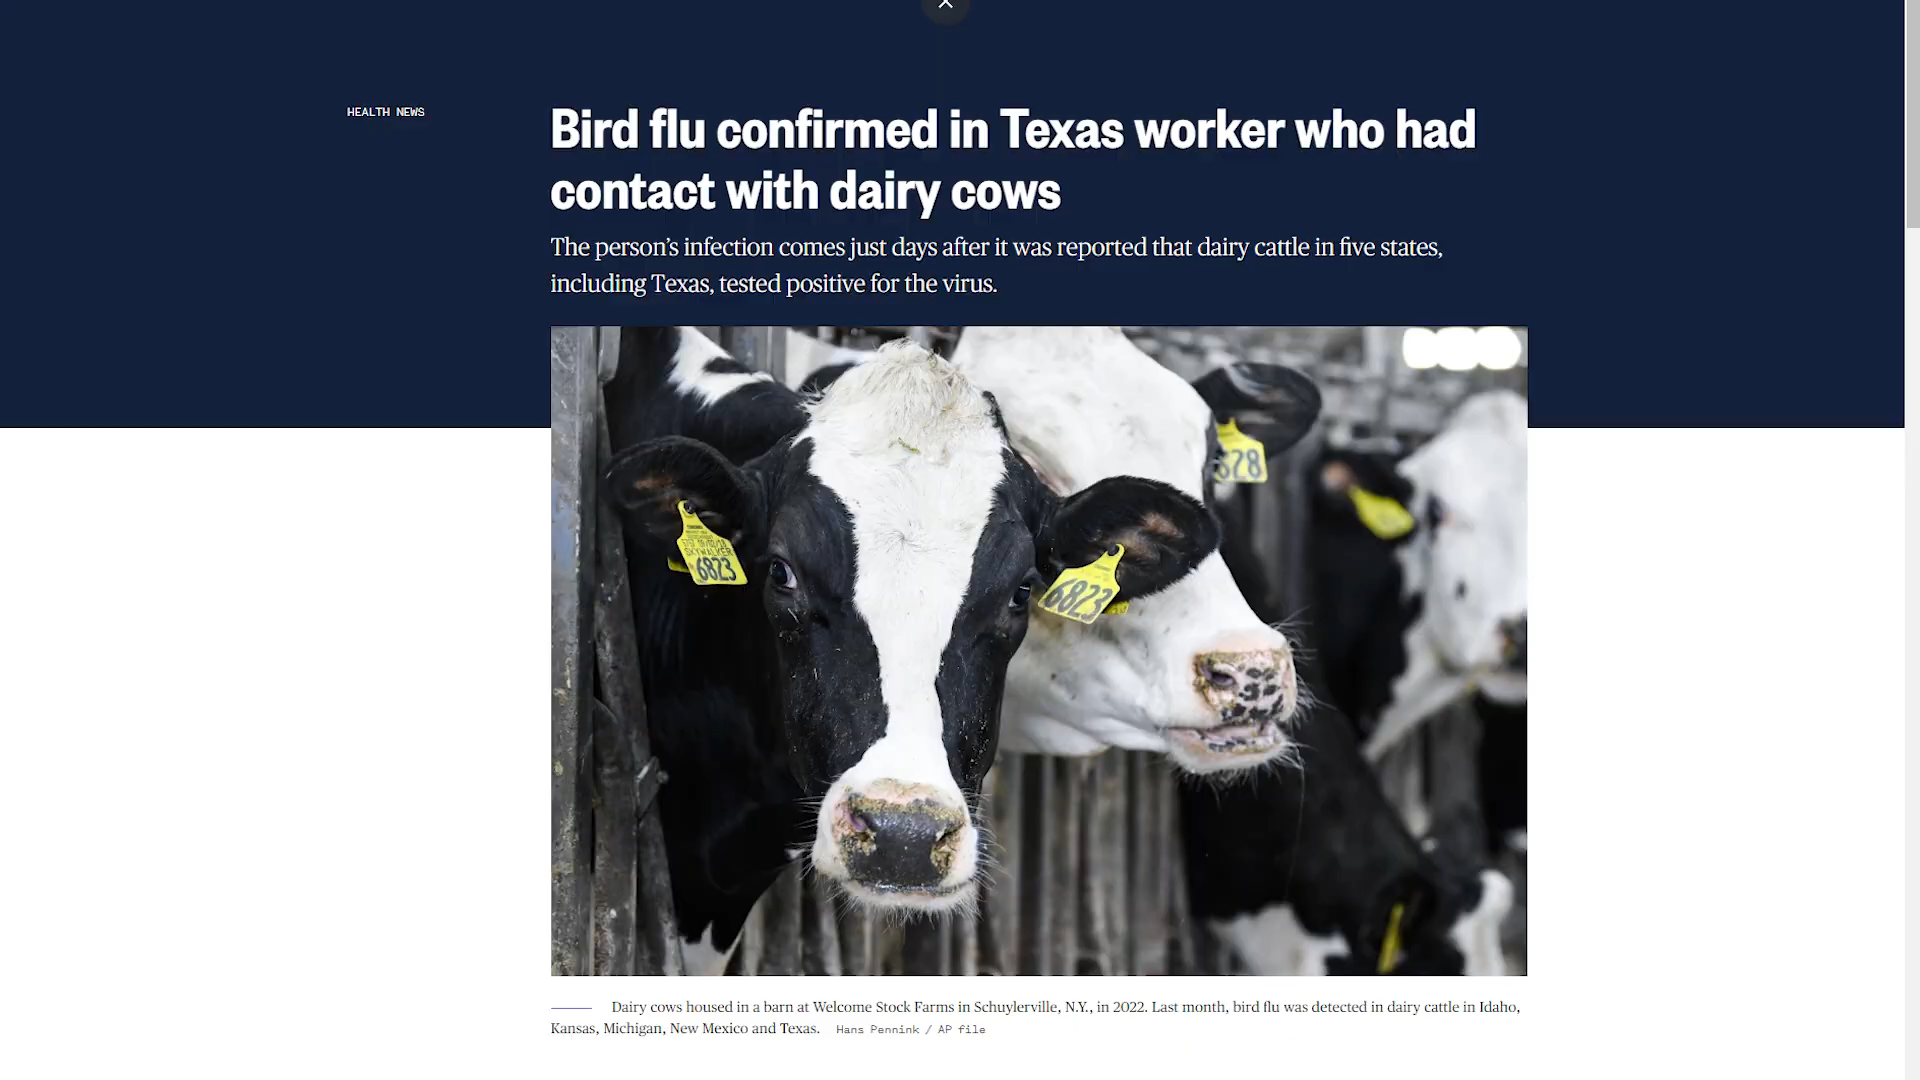 HEALTH NEWS
Bird flu confirmed in Texas worker who had
contact with dairy cows
The person’s infection comes just days after it was reported that dairy cattle in five states,
including Texas, tested positive for the virus.
678
SKYWALKER
6823
6823
Dairy cows housed in a barn at Welcome Stock Farms in Schuylerville, N.Y., in 2022. Last month, bird flu was detected in dairy cattle in Idaho,
Kansas, Michigan, New Mexico and Texas. Hans Pennink / AP file